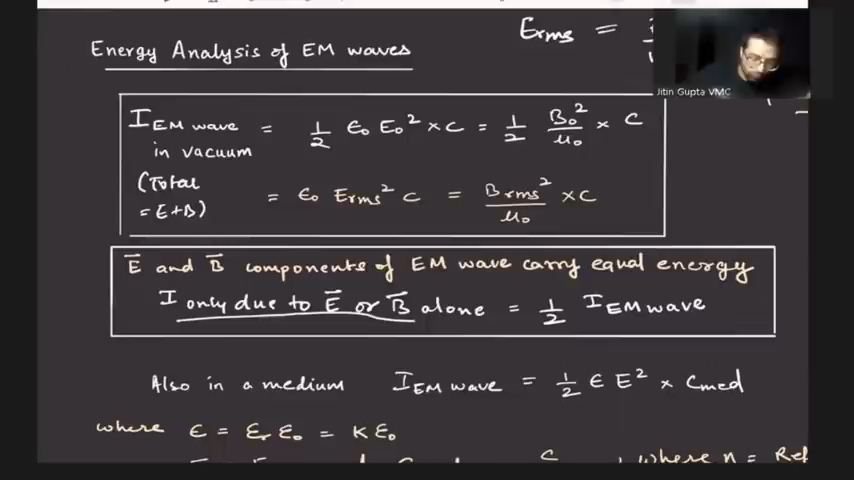 Erms =
Energy Analysis of EM waves
Jitin Gupta VMC
I EM wave in vacuum = 1/2 ε₀ E₀² × C = 1/2 B₀²/μ₀ × C
(Total = E+B) = ε₀ Erms² C = Brms²/μ₀ × C
E⃗ and B⃗ components of EM wave carry equal energy
I only due to E⃗ or B⃗ alone = 1/2 I EM wave
Also in a medium I EM wave = 1/2 ε E² × Cmed
where ε = εr ε₀ = K ε₀
C , where n = Ref